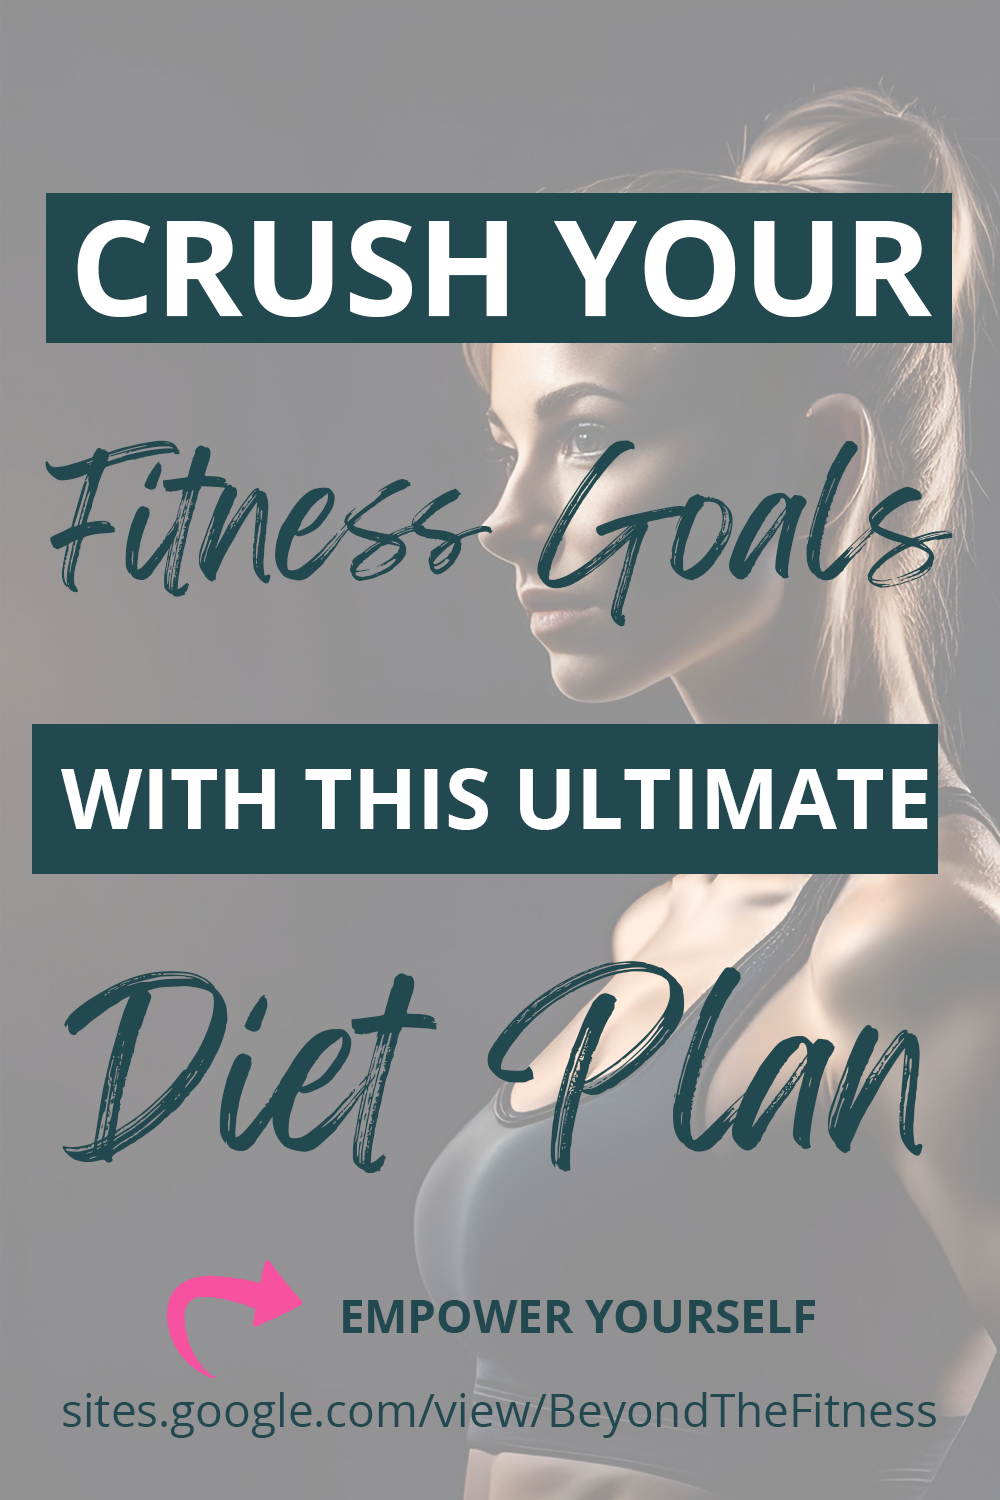 CRUSH YOUR
Fitness Goals
WITH THIS ULTIMATE
Diet Plan
EMPOWER YOURSELF
sites.google.com/view/BeyondTheFitness